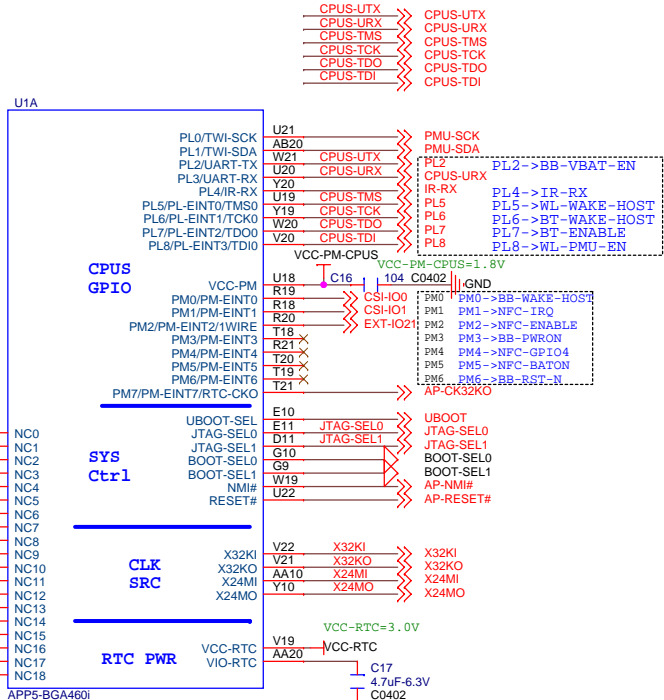 CPUS-UTX CPUS-UTX
CPUS-URX CPUS-URX
CPUS-TMS CPUS-TMS
CPUS-TCK CPUS-TCK
CPUS-TDO CPUS-TDO
CPUS-TDI CPUS-TDI
U1A
PL0/TWI-SCK U21 PMU-SCK
PL1/TWI-SDA AB20 PMU-SDA
PL2/UART-TX W21 CPUS-UTX PL2 PL2->BB-VBAT-EN
PL3/UART-RX U20 CPUS-URX CPUS-URX
PL4/IR-RX Y20 IR-RX PL4->IR-RX
PL5/PL-EINT0/TMS0 U19 CPUS-TMS PL5 PL5->WL-WAKE-HOST
PL6/PL-EINT1/TCK0 Y19 CPUS-TCK PL6 PL6->BT-WAKE-HOST
PL7/PL-EINT2/TDO0 W20 CPUS-TDO PL7 PL7->BT-ENABLE
PL8/PL-EINT3/TDI0 V20 CPUS-TDI PL8 PL8->WL-PMU-EN
CPUS
GPIO
VCC-PM-CPUS
VCC-PM-CPUS=1.8V
VCC-PM U18 C16 104 C0402 GND
PM0/PM-EINT0 R19 CSI-IO0 PM0 PM0->BB-WAKE-HOST
PM1/PM-EINT1 R18 CSI-IO1 PM1 PM1->NFC-IRQ
PM2/PM-EINT2/1WIRE R20 EXT-IO21 PM2 PM2->NFC-ENABLE
PM3/PM-EINT3 T18 PM3 PM3->BB-PWRON
PM4/PM-EINT4 R21 PM4 PM4->NFC-GPIO4
PM5/PM-EINT5 T20 PM5 PM5->NFC-BATON
PM6/PM-EINT6 T19 PM6 PM6->BB-RST-N
PM7/PM-EINT7/RTC-CKO T21 AP-CK32KO
UBOOT-SEL E10 UBOOT
NC0 JTAG-SEL0 E11 JTAG-SEL0 JTAG-SEL0
NC1 JTAG-SEL1 D11 JTAG-SEL1 JTAG-SEL1
NC2 SYS BOOT-SEL0 G10 BOOT-SEL0
NC3 Ctrl BOOT-SEL1 G9 BOOT-SEL1
NC4 NMI# W19 AP-NMI#
NC5 RESET# U22 AP-RESET#
NC6
NC7
NC8
NC9 CLK X32KI V22 X32KI X32KI
NC10 X32KO V21 X32KO X32KO
NC11 SRC X24MI AA10 X24MI X24MI
NC12 X24MO Y10 X24MO X24MO
NC13
NC14
VCC-RTC=3.0V
NC15
NC16 VCC-RTC V19 VCC-RTC
NC17 RTC PWR VIO-RTC AA20
NC18 C17
4.7uF-6.3V
APP5-BGA460i C0402